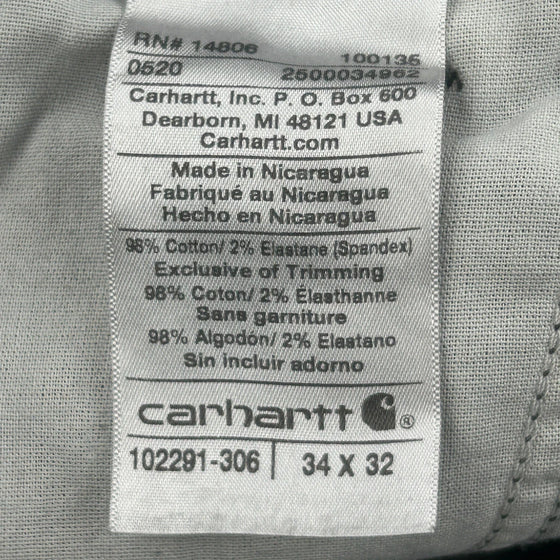 RN# 14806 100135
0520 2500034962
Carhartt, Inc. P. O. Box 600
Dearborn, MI 48121 USA
Carhartt.com
Made in Nicaragua
Fabriqué au Nicaragua
Hecho en Nicaragua
98% Cotton/ 2% Elastane (Spandex)
Exclusive of Trimming
98% Coton/ 2% Élasthanne
Sans garniture
98% Algodón/ 2% Elastano
Sin incluir adorno
carhartt ®
102291-306 | 34 X 32